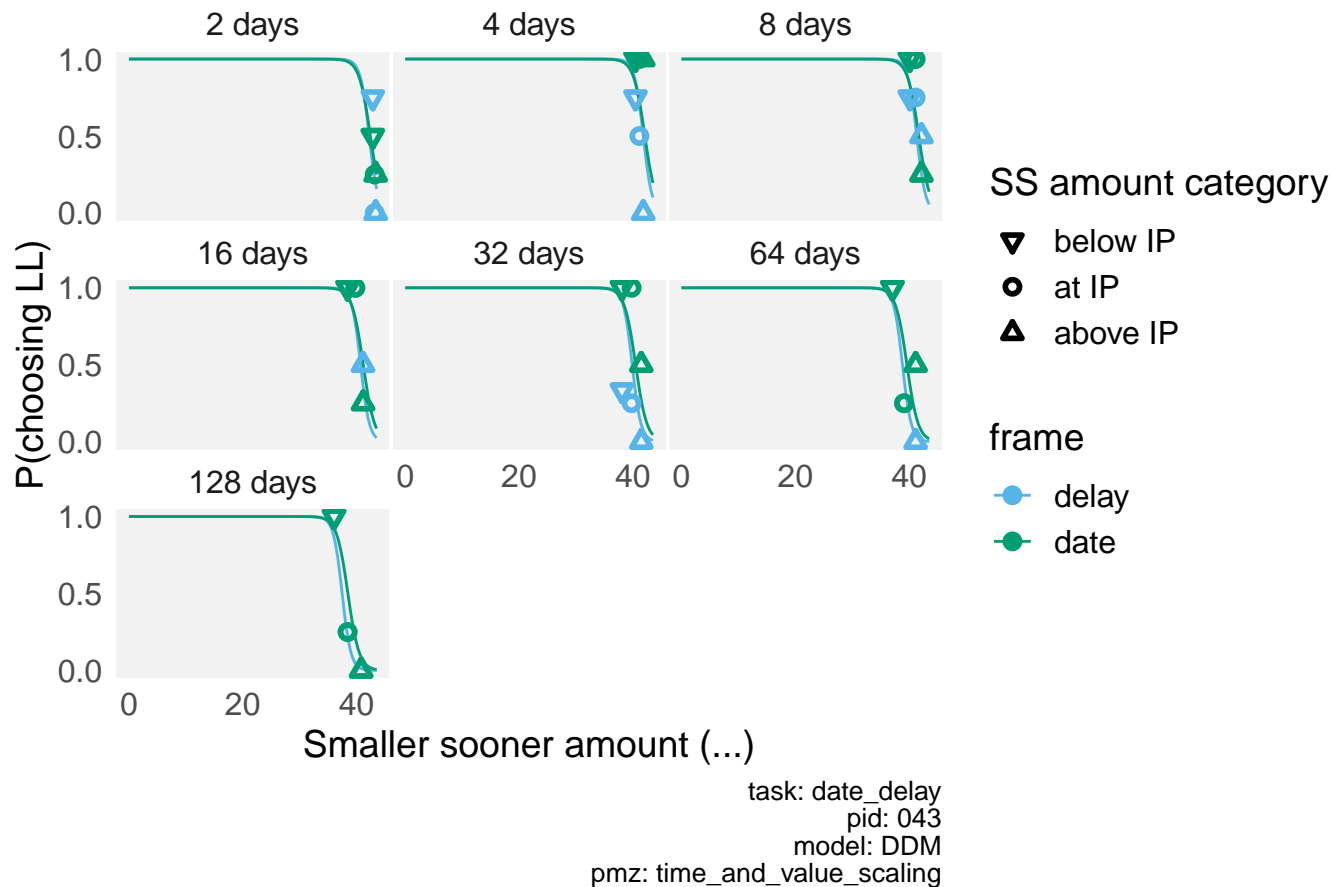 2 days
4 days
8 days
1.0
0.5
0.0
16 days
32 days
64 days
1.0
0.5
0.0
0
20
40
0
20
40
128 days
1.0
0.5
0.0
0
20
40
P(choosing LL)
Smaller sooner amount (...)
SS amount category
below IP
at IP
above IP
frame
delay
date
task: date_delay
pid: 043
model: DDM
pmz: time_and_value_scaling